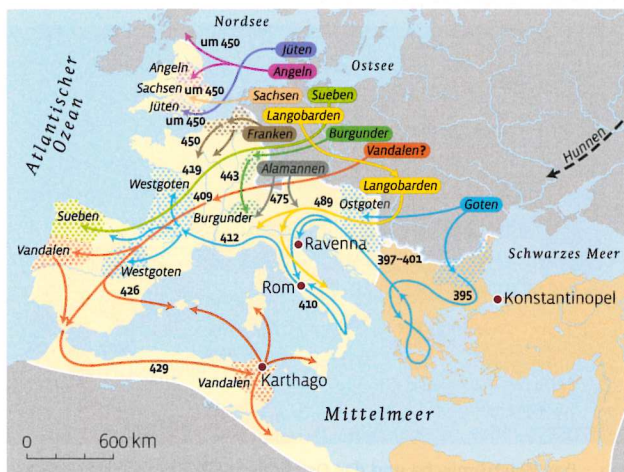 Nordsee
um 450
Jüten
Angeln
Ostsee
Angeln
Sachsen
um 450
Jüten
um 450
Sachsen
Sueben
Langobarden
Franken
Burgunder
Vandalen?
Alamannen
Langobarden
Goten
Hunnen
Atlantischer
Ozean
450
419
443
409
475
489
Westgoten
Ostgoten
Sueben
Burgunder
412
Vandalen
Westgoten
426
Ravenna
Rom
410
397–401
395
Schwarzes Meer
Konstantinopel
429
Vandalen
Karthago
Mittelmeer
0
600 km